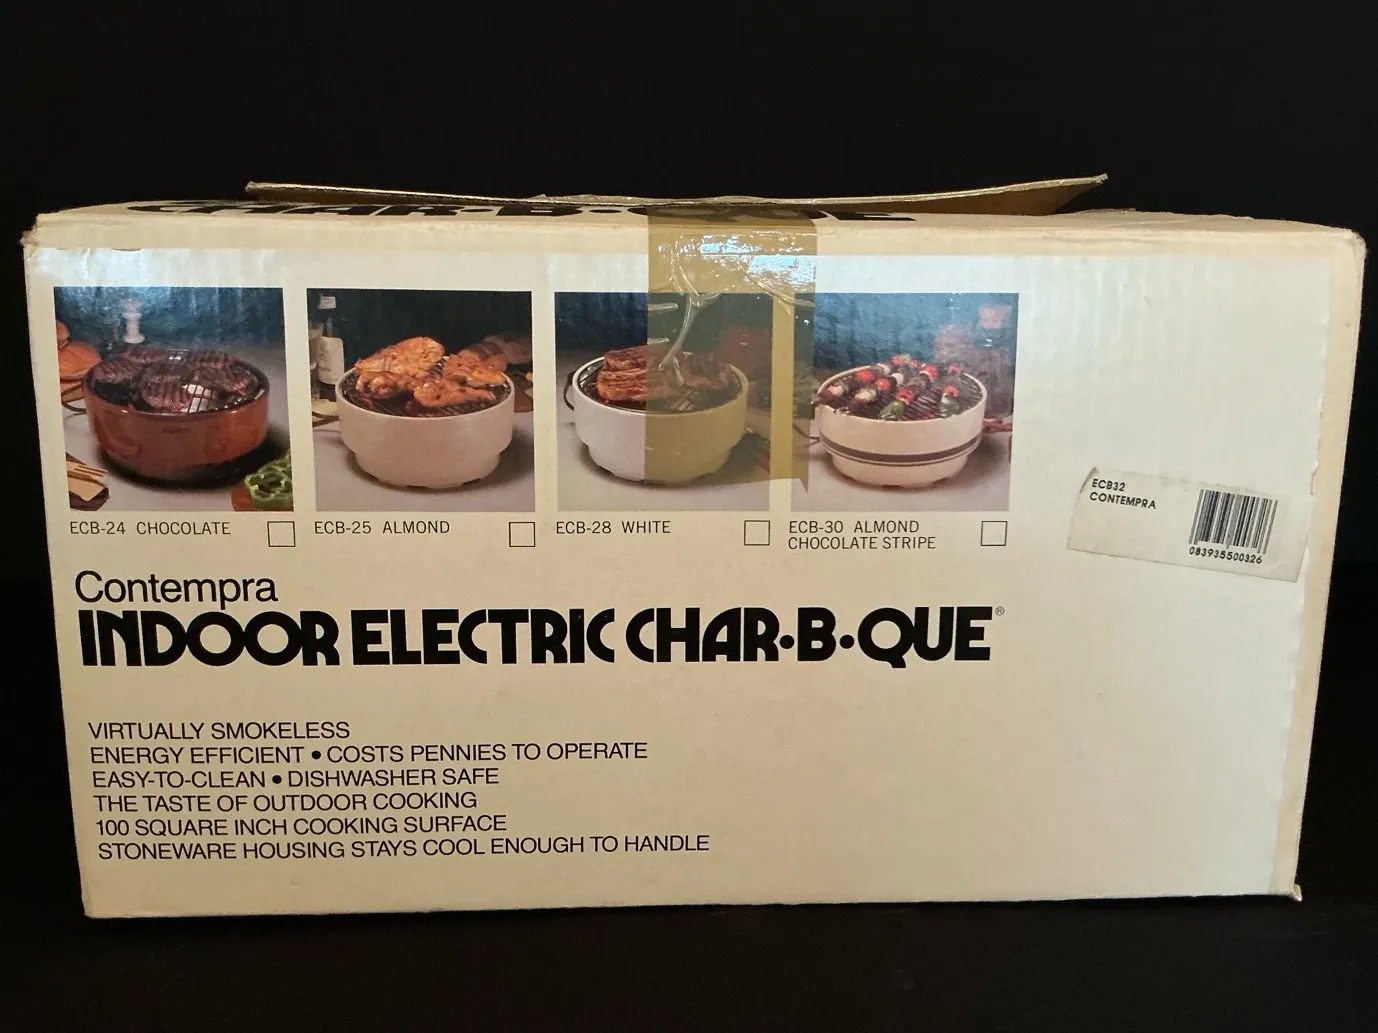 CHAR•B•QUE
ECB-24 CHOCOLATE
ECB-25 ALMOND
ECB-28 WHITE
ECB-30 ALMOND
CHOCOLATE STRIPE
ECB32
CONTEMPRA
083935500326
Contempra
INDOOR ELECTRIC CHAR•B•QUE®
VIRTUALLY SMOKELESS
ENERGY EFFICIENT • COSTS PENNIES TO OPERATE
EASY-TO-CLEAN • DISHWASHER SAFE
THE TASTE OF OUTDOOR COOKING
100 SQUARE INCH COOKING SURFACE
STONEWARE HOUSING STAYS COOL ENOUGH TO HANDLE